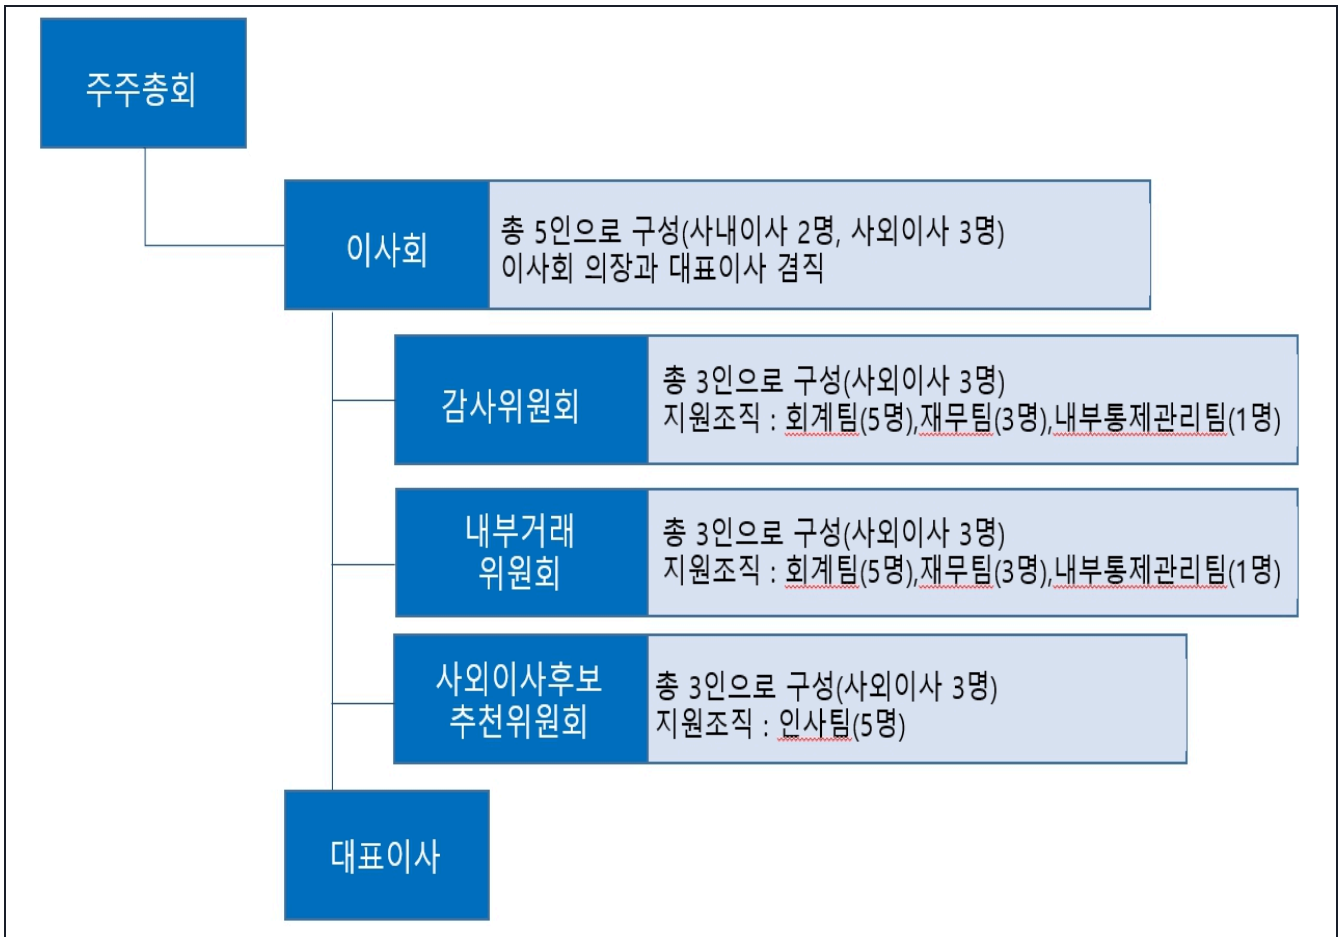 주주총회
이사회
총 5인으로 구성(사내이사 2명, 사외이사 3명)
이사회 의장과 대표이사 겸직
감사위원회
총 3인으로 구성(사외이사 3명)
지원조직 : 회계팀(5명),재무팀(3명),내부통제관리팀(1명)
내부거래
위원회
총 3인으로 구성(사외이사 3명)
지원조직 : 회계팀(5명),재무팀(3명),내부통제관리팀(1명)
사외이사후보
추천위원회
총 3인으로 구성(사외이사 3명)
지원조직 : 인사팀(5명)
대표이사